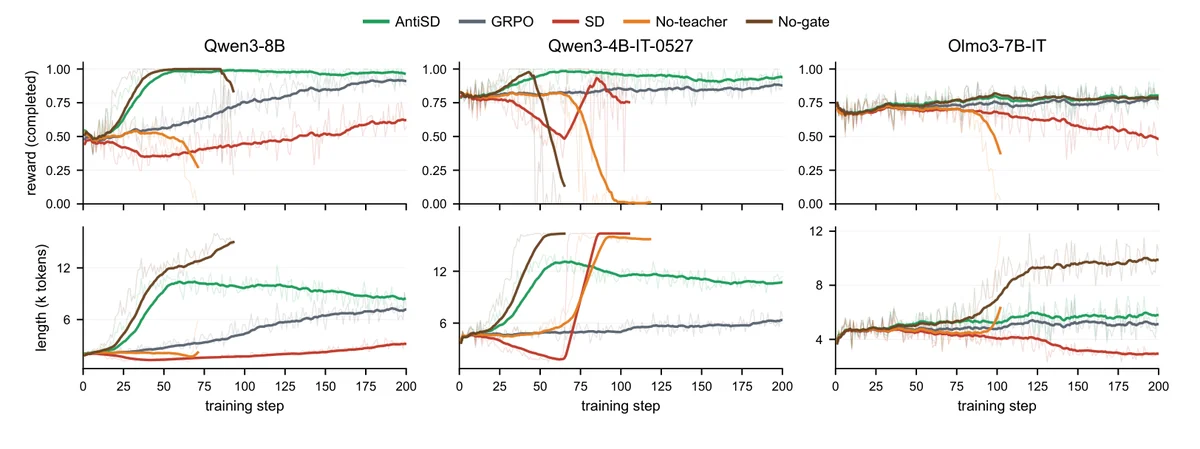 AntiSD GRPO SD No-teacher No-gate
Qwen3-8B Qwen3-4B-IT-0527 Olmo3-7B-IT
reward (completed)
1.00
0.75
0.50
0.25
0.00
1.00
0.75
0.50
0.25
0.00
1.00
0.75
0.50
0.25
0.00
length (k tokens)
12
6
0 25 50 75 100 125 150 175 200
training step
12
6
0 25 50 75 100 125 150 175 200
training step
12
8
4
0 25 50 75 100 125 150 175 200
training step